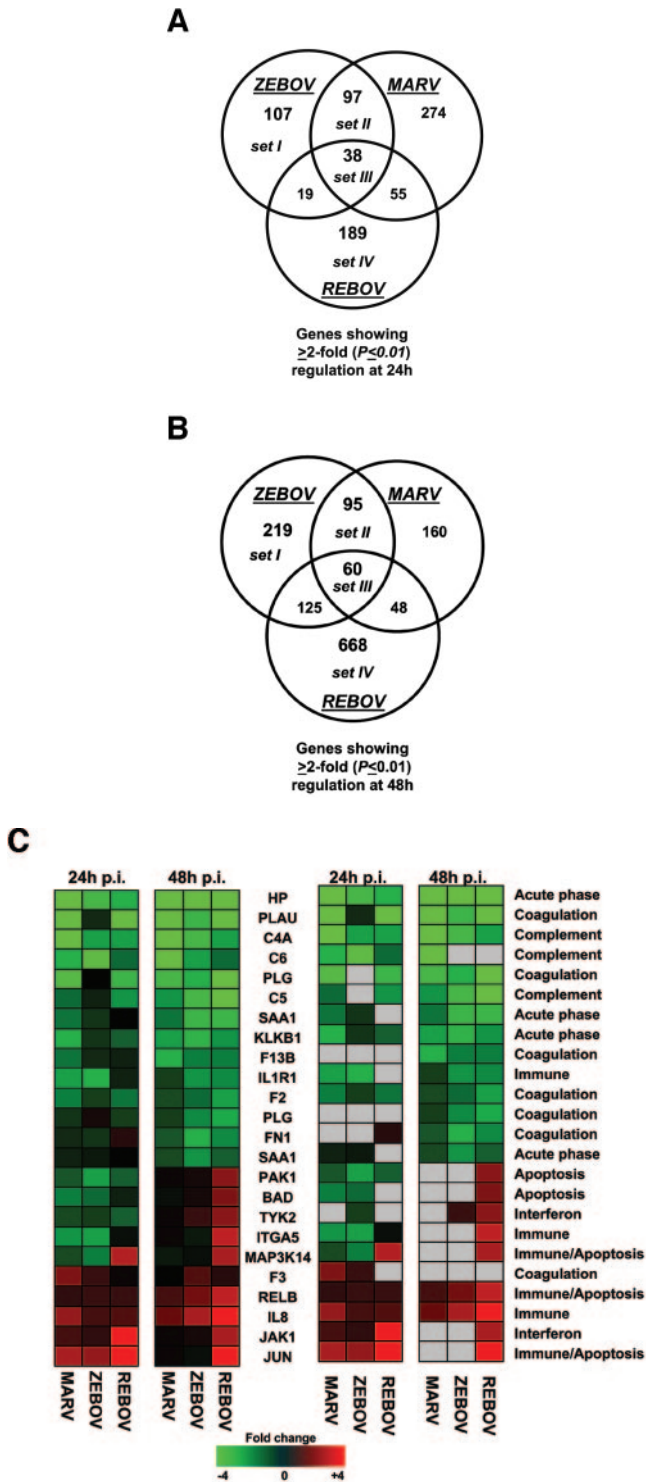 A
ZEBOV
MARV
97
107
274
set II
set I
38
set III
19
55
189
set IV
REBOV
Genes showing
≥2-fold (P≤0.01)
regulation at 24h
B
ZEBOV
MARV
95
219
160
set II
set I
60
set III
125
48
668
set IV
REBOV
Genes showing
≥2-fold (P≤0.01)
regulation at 48h
C
24h p.i. 48h p.i. 24h p.i. 48h p.i.
HP Acute phase
PLAU Coagulation
C4A Complement
C6 Complement
PLG Coagulation
C5 Complement
SAA1 Acute phase
KLKB1 Acute phase
F13B Coagulation
IL1R1 Immune
F2 Coagulation
PLG Coagulation
FN1 Coagulation
SAA1 Acute phase
PAK1 Apoptosis
BAD Apoptosis
TYK2 Interferon
ITGA5 Immune
MAP3K14 Immune/Apoptosis
F3 Coagulation
RELB Immune/Apoptosis
IL8 Immune
JAK1 Interferon
JUN Immune/Apoptosis
MARV ZEBOV REBOV MARV ZEBOV REBOV MARV ZEBOV REBOV MARV ZEBOV REBOV
Fold change
-4 0 +4